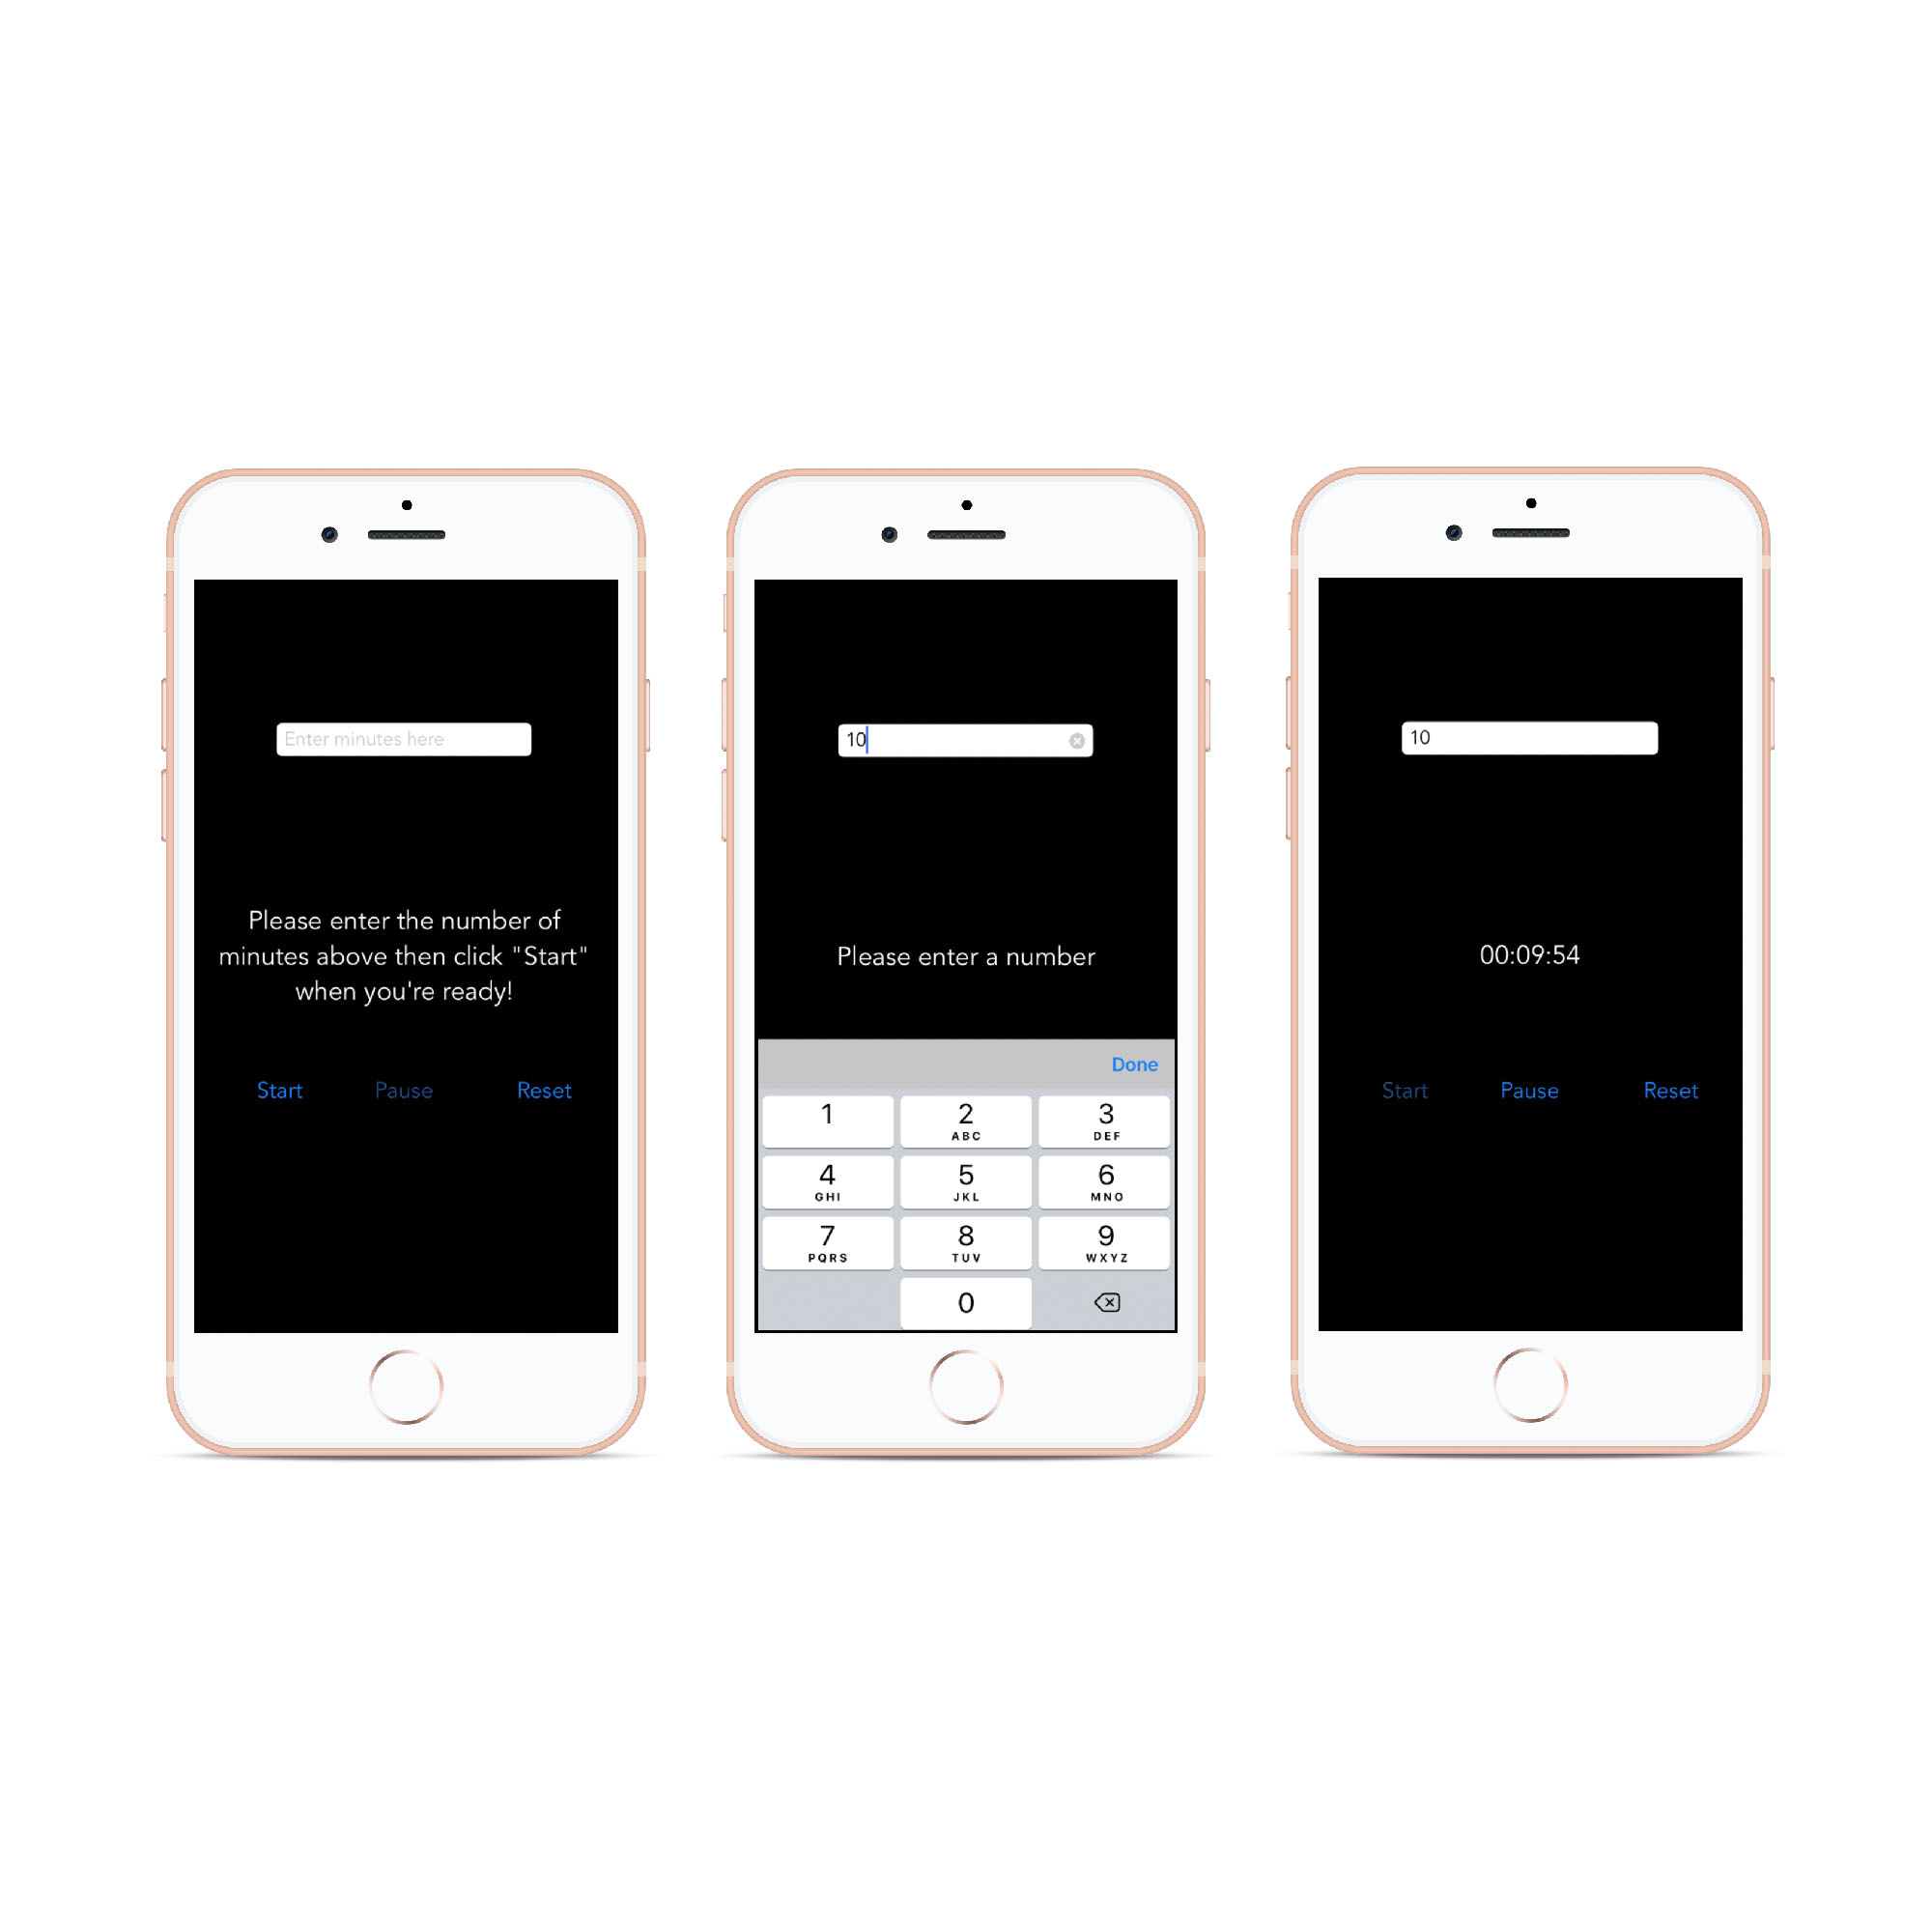 Enter minutes here
Please enter the number of
minutes above then click "Start"
when you're ready!
Start Pause Reset
10
Please enter a number
Done
1 2 3
ABC DEF
4 5 6
GHI JKL MNO
7 8 9
PQRS TUV WXYZ
0
10
00:09:54
Start Pause Reset